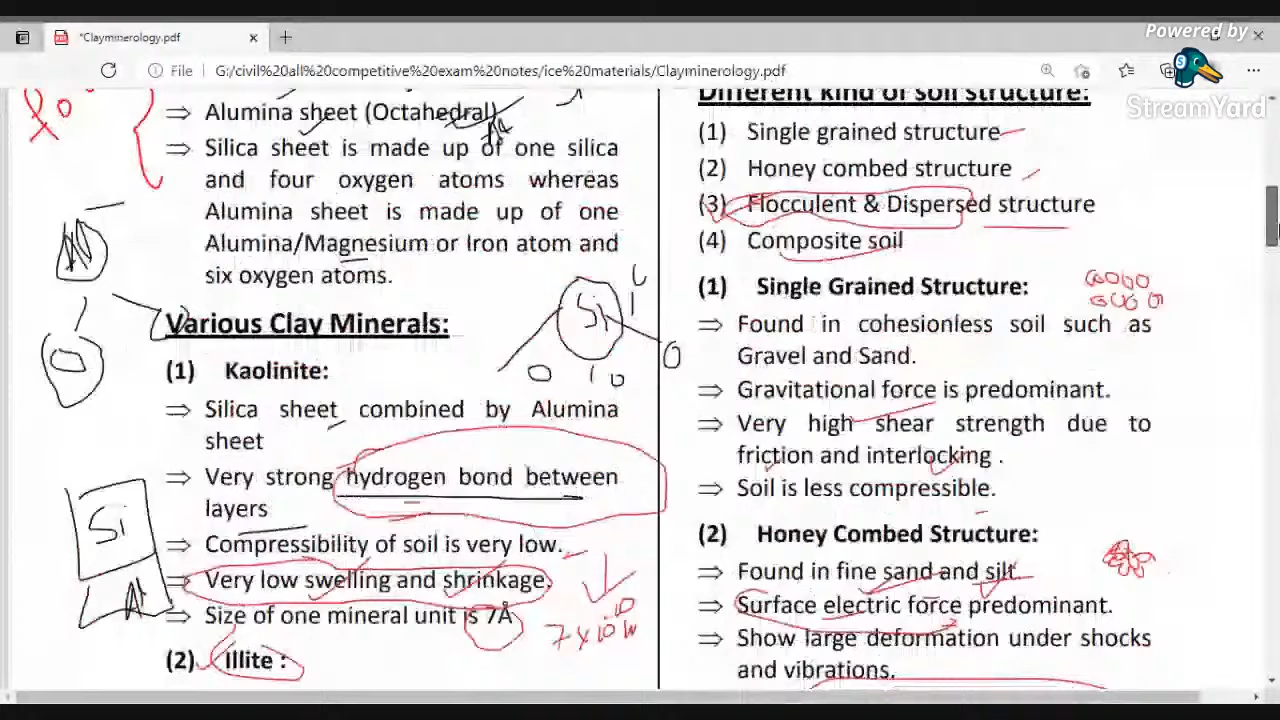 Powered by
StreamYard
*Clayminerology.pdf
File
G:/civil%20all%20competitive%20exam%20notes/ice%20materials/Clayminerology.pdf
⇒ Alumina sheet (Octahedral)
⇒ Silica sheet is made up of one silica
and four oxygen atoms whereas
Alumina sheet is made up of one
Alumina/Magnesium or Iron atom and
six oxygen atoms.
Si
O
O
O
O
Various Clay Minerals:
(1) Kaolinite:
⇒ Silica sheet combined by Alumina
sheet
⇒ Very strong hydrogen bond between
layers
Si
⇒ Compressibility of soil is very low.
⇒ Very low swelling and shrinkage.
⇒ Size of one mineral unit is 7Å
(2) Illite :
Different kind of soil structure:
(1) Single grained structure
(2) Honey combed structure
(3) Flocculent & Dispersed structure
(4) Composite soil
(1) Single Grained Structure:
⇒ Found in cohesionless soil such as
Gravel and Sand.
⇒ Gravitational force is predominant.
⇒ Very high shear strength due to
friction and interlocking .
⇒ Soil is less compressible.
(2) Honey Combed Structure:
⇒ Found in fine sand and silt.
⇒ Surface electric force predominant.
⇒ Show large deformation under shocks
and vibrations.